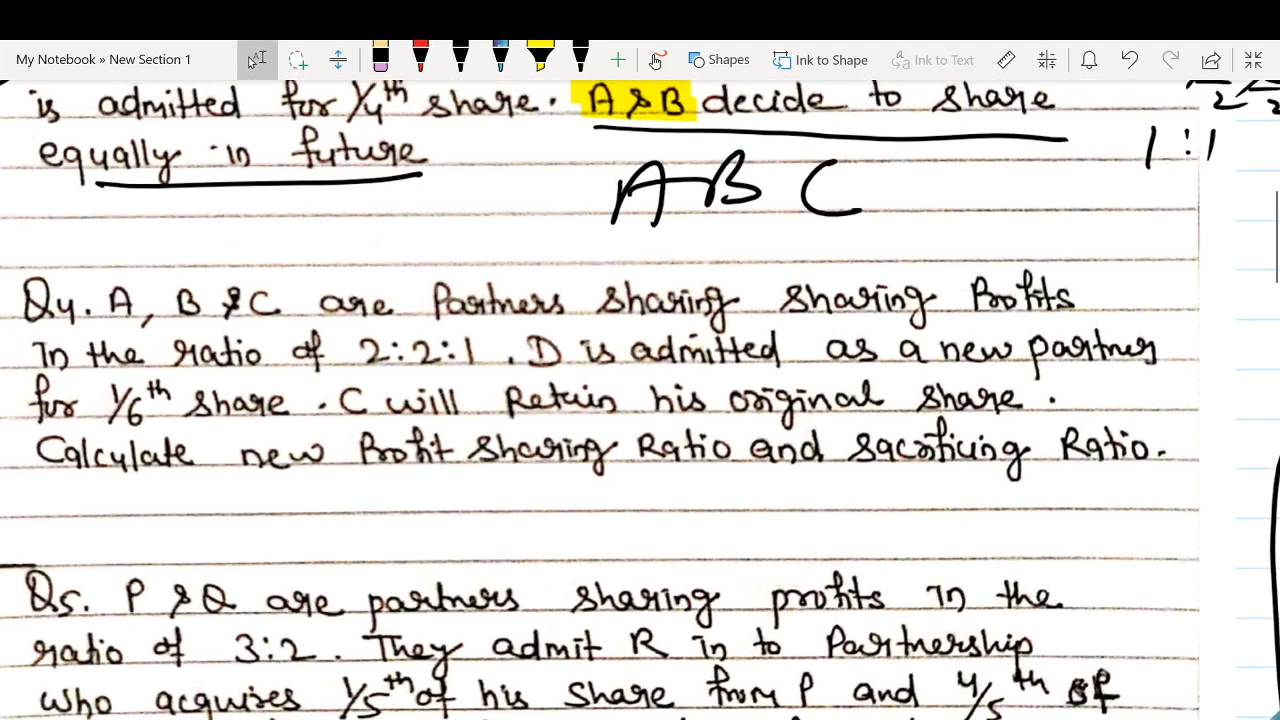 My Notebook » New Section 1
Shapes
Ink to Shape
Ink to Text
is admitted for 1/4th share. A & B decide to share
equally in future
1:1
A B C
Q4. A, B & C are Partners sharing sharing Profits
In the ratio of 2:2:1. D is admitted as a new partner
for 1/6th share. C will Retain his original share.
Calculate new Profit sharing Ratio and sacrificing Ratio.
Q5. P & Q are partners sharing profits in the
ratio of 3:2. They admit R in to Partnership
who acquires 1/5th of his share from P and 4/5th of